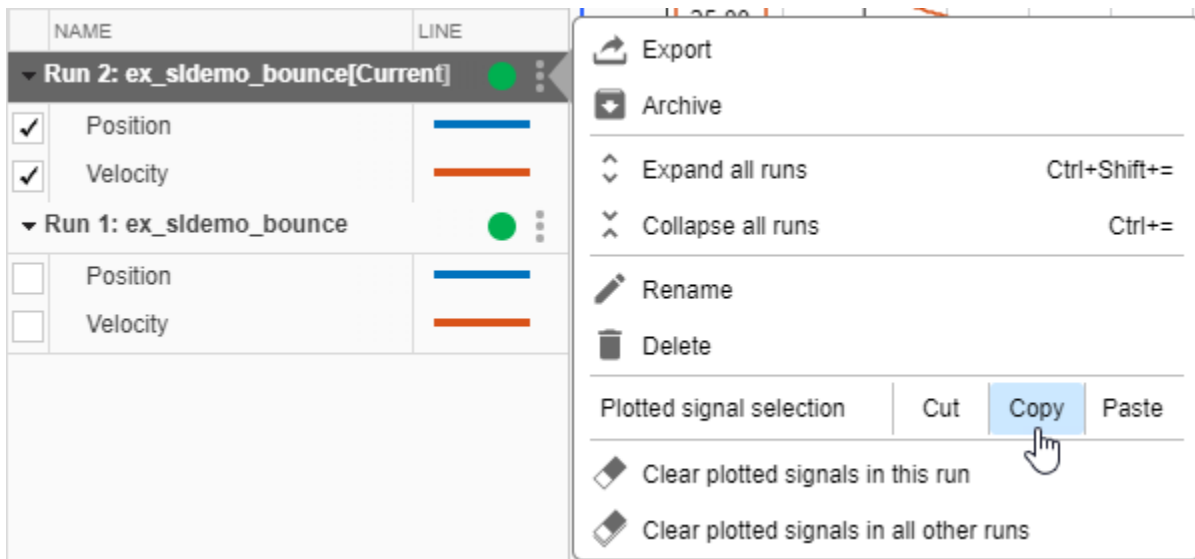 NAME LINE
Run 2: ex_sldemo_bounce[Current]
Position
Velocity
Run 1: ex_sldemo_bounce
Position
Velocity
Export
Archive
Expand all runs Ctrl+Shift+=
Collapse all runs Ctrl+=
Rename
Delete
Plotted signal selection Cut Copy Paste
Clear plotted signals in this run
Clear plotted signals in all other runs